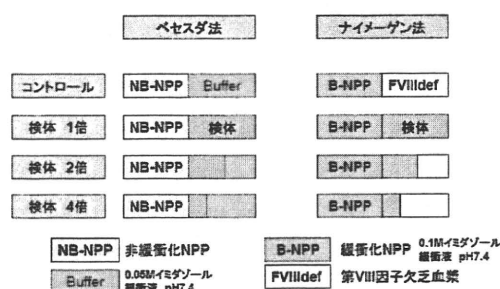 ベセスダ法 ナイメーゲン法
コントロール NB-NPP Buffer B-NPP FVIIIdef
検体 1倍 NB-NPP 検体 B-NPP 検体
検体 2倍 NB-NPP B-NPP
検体 4倍 NB-NPP B-NPP
NB-NPP 非緩衝化NPP B-NPP 緩衝化NPP 0.1Mイミダゾール
緩衝液 pH7.4
Buffer 0.05Mイミダゾール
緩衝液 pH7.4
FVIIIdef 第VIII因子欠乏血漿